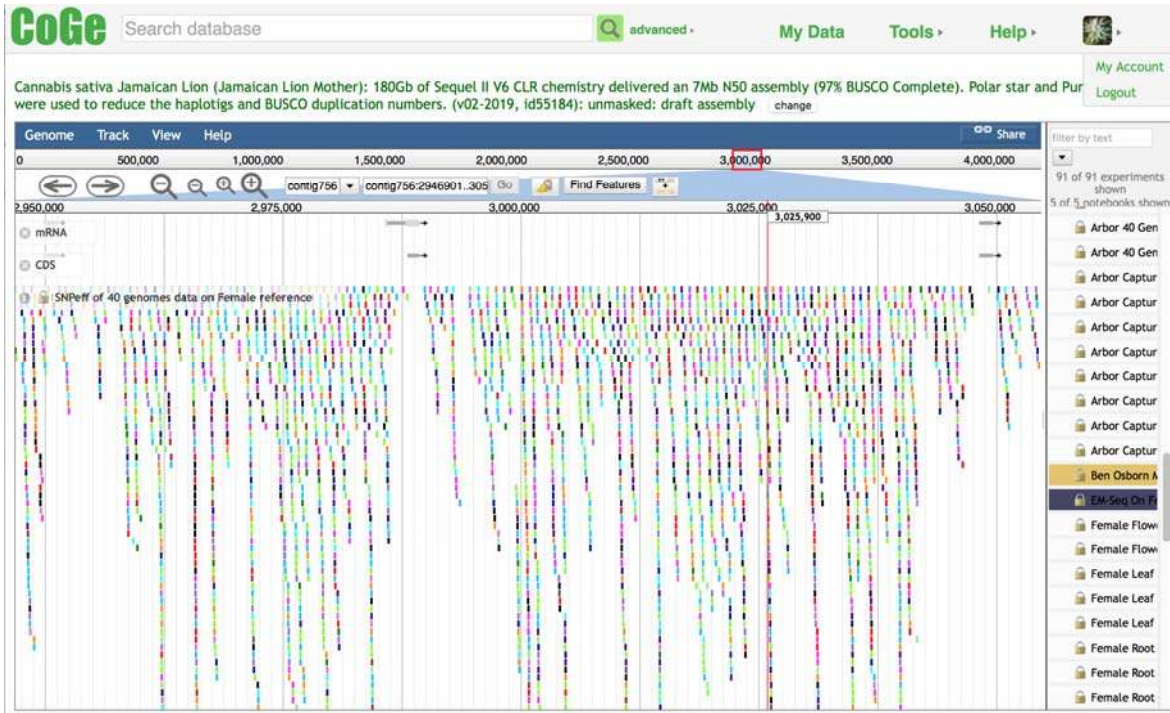 CoGe Search database advanced My Data Tools Help
My Account
Logout
Cannabis sativa Jamaican Lion (Jamaican Lion Mother): 180Gb of Sequel II V6 CLR chemistry delivered an 7Mb N50 assembly (97% BUSCO Complete). Polar star and Pur
were used to reduce the haplotigs and BUSCO duplication numbers. (v02-2019, id55184): unmasked: draft assembly change
Genome Track View Help Share
0 500,000 1,000,000 1,500,000 2,000,000 2,500,000 3,000,000 3,500,000 4,000,000
contig756 contig756:2946901..305 Go Find Features
2,950,000 2,975,000 3,000,000 3,025,000 3,050,000
3,025,900
mRNA
CDS
SNPeff of 40 genomes data on Female reference
filter by text
91 of 91 experiments
shown
5 of 5 notebooks shown
Arbor 40 Gen
Arbor 40 Gen
Arbor Captur
Arbor Captur
Arbor Captur
Arbor Captur
Arbor Captur
Arbor Captur
Arbor Captur
Arbor Captur
Ben Osborn M
EM-Seq On Fe
Female Flow
Female Flow
Female Leaf
Female Leaf
Female Leaf
Female Root
Female Root
Female Root